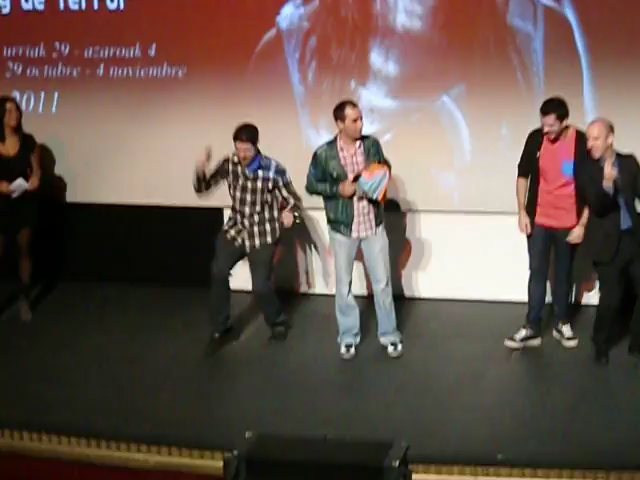 g de Terror
urriak 29 - azaroak 4
29 octubre - 4 noviembre
2011